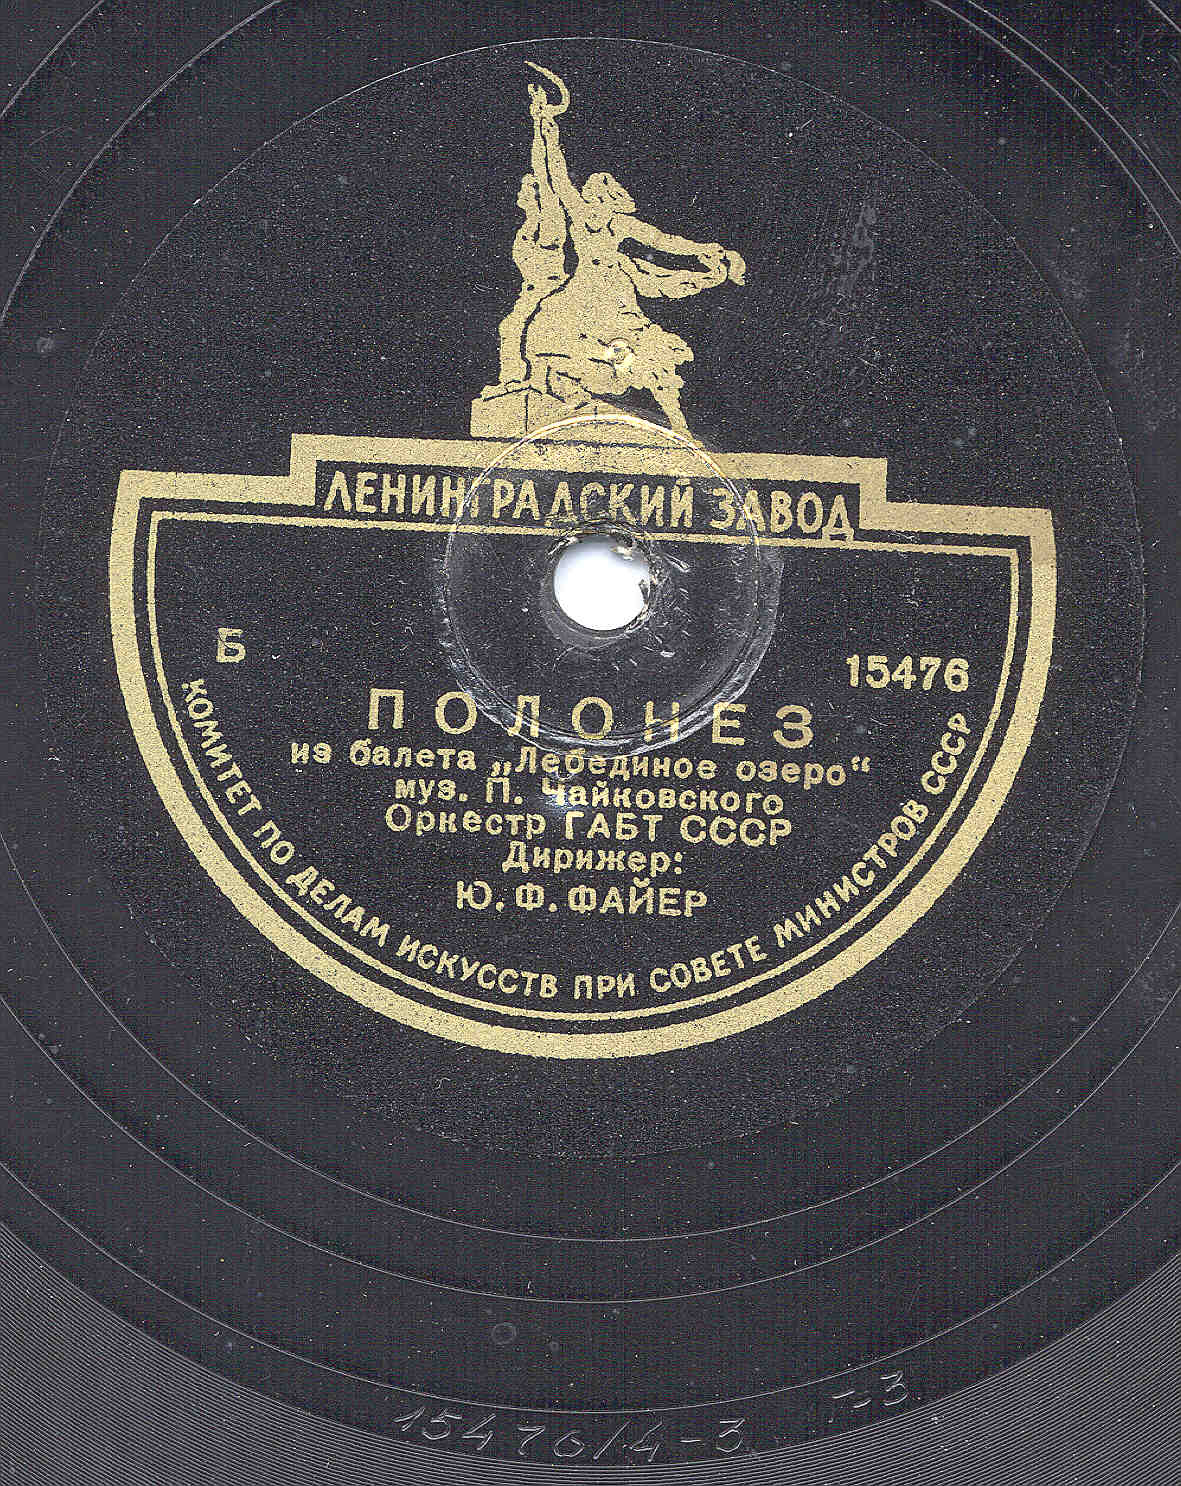 ЛЕНИНГРАДСКИЙ ЗАВОД
Б
15476
ПОЛОНЕЗ
из балета „Лебединое озеро“
муз. П. Чайковского
Оркестр ГАБТ СССР
Дирижер:
Ю. Ф. ФАЙЕР
КОМИТЕТ ПО ДЕЛАМ ИСКУССТВ ПРИ СОВЕТЕ МИНИСТРОВ СССР
15476/4-3
Г-3